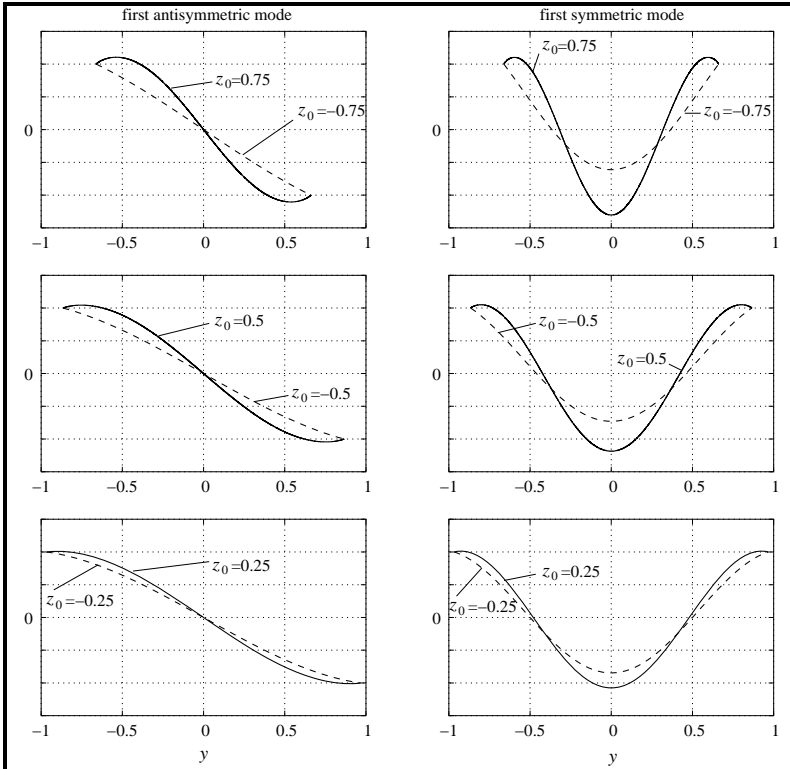 first antisymmetric mode
first symmetric mode
z₀=0.75
z₀=−0.75
0
−1 −0.5 0 0.5 1
z₀=0.75
z₀=−0.75
0
−1 −0.5 0 0.5 1
z₀=0.5
z₀=−0.5
0
−1 −0.5 0 0.5 1
z₀=−0.5
z₀=0.5
0
−1 −0.5 0 0.5 1
z₀=0.25
z₀=−0.25
0
−1 −0.5 0 0.5 1
y
z₀=0.25
z₀=−0.25
0
−1 −0.5 0 0.5 1
y